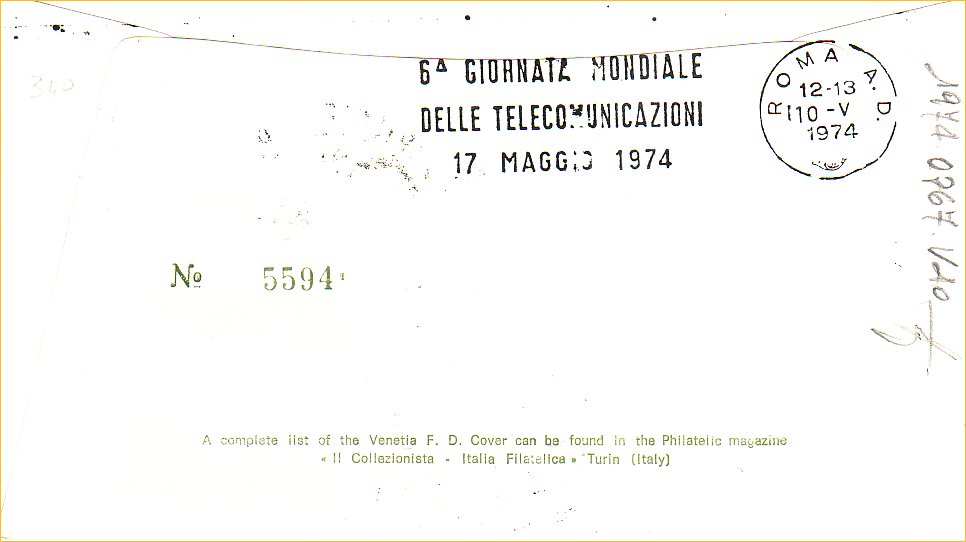 6ᴬ GIORNATA MONDIALE
DELLE TELECOMUNICAZIONI
17 MAGGIO 1974
ROMA A.D.
12-13
10-V
1974
340
Nº 5594
A complete list of the Venetia F. D. Cover can be found in the Philatelic magazine
« Il Collezionista - Italia Filatelica » Turin (Italy)